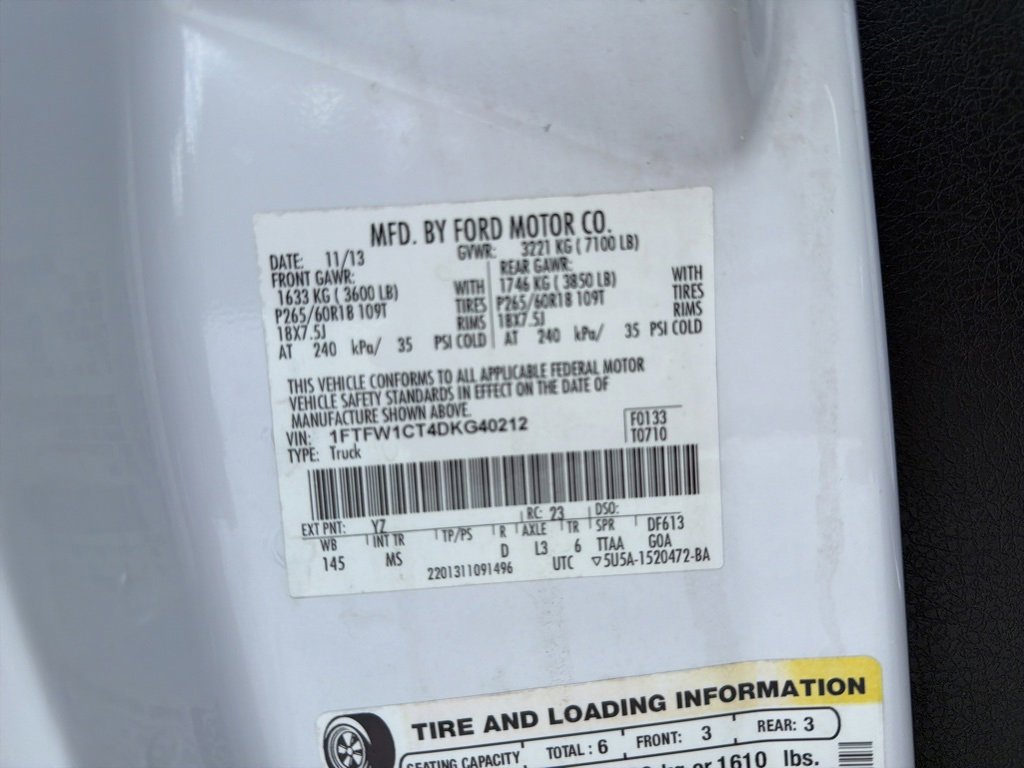 MFD. BY FORD MOTOR CO.
DATE: 11/13 GVWR: 3221 KG ( 7100 LB)
FRONT GAWR: REAR GAWR:
1633 KG ( 3600 LB) WITH 1746 KG ( 3850 LB) WITH
P265/60R18 109T TIRES P265/60R18 109T TIRES
18X7.5J RIMS 18X7.5J RIMS
AT 240 kPa/ 35 PSI COLD AT 240 kPa/ 35 PSI COLD
THIS VEHICLE CONFORMS TO ALL APPLICABLE FEDERAL MOTOR
VEHICLE SAFETY STANDARDS IN EFFECT ON THE DATE OF
MANUFACTURE SHOWN ABOVE.
VIN: 1FTFW1CT4DKG40212 F0133
TYPE: Truck T0710
EXT PNT: YZ RC: 23 DSO:
WB INT TR TP/PS R AXLE TR SPR DF613
145 MS D L3 6 TTAA G0A
2201311091496 UTC ▽5U5A-1520472-BA
TIRE AND LOADING INFORMATION
SEATING CAPACITY TOTAL : 6 FRONT: 3 REAR: 3
kg or 1610 lbs.